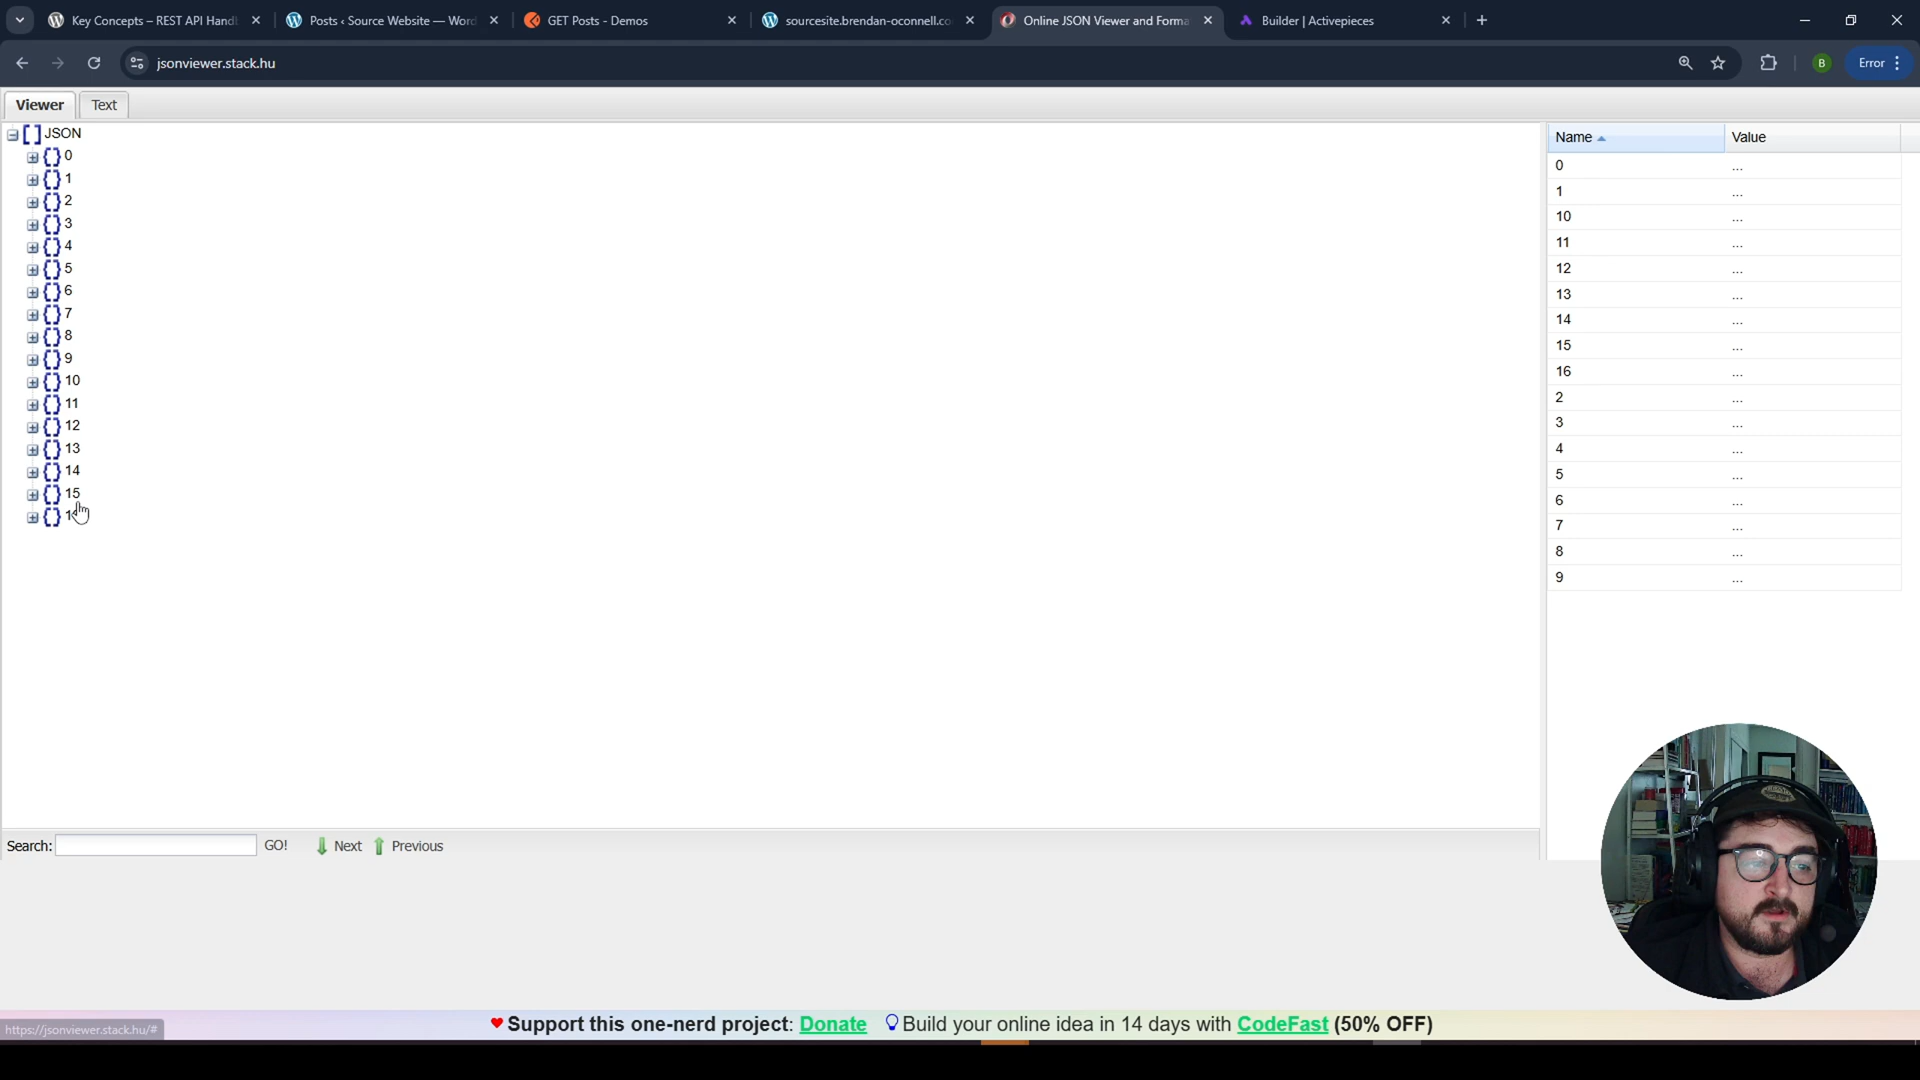 Key Concepts – REST API Handl
Posts ‹ Source Website — Word
GET Posts - Demos
sourcesite.brendan-oconnell.co
Online JSON Viewer and Forma
Builder | Activepieces
jsonviewer.stack.hu
B
Error
Viewer
Text
JSON
0
1
2
3
4
5
6
7
8
9
10
11
12
13
14
15
Name
Value
0 ...
1 ...
10 ...
11 ...
12 ...
13 ...
14 ...
15 ...
16 ...
2 ...
3 ...
4 ...
5 ...
6 ...
7 ...
8 ...
9 ...
Search: GO! Next Previous
https://jsonviewer.stack.hu/#
Support this one-nerd project: Donate Build your online idea in 14 days with CodeFast (50% OFF)